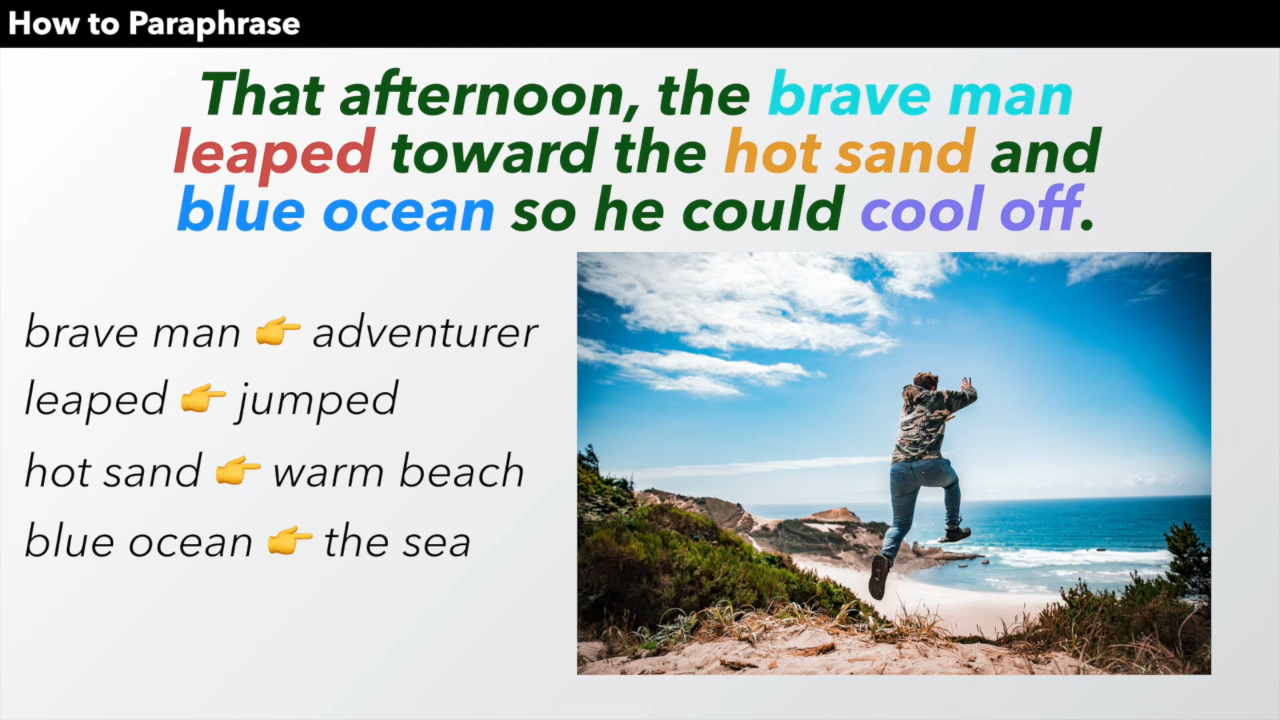 How to Paraphrase
That afternoon, the brave man
leaped toward the hot sand and
blue ocean so he could cool off.
brave man 👉 adventurer
leaped 👉 jumped
hot sand 👉 warm beach
blue ocean 👉 the sea